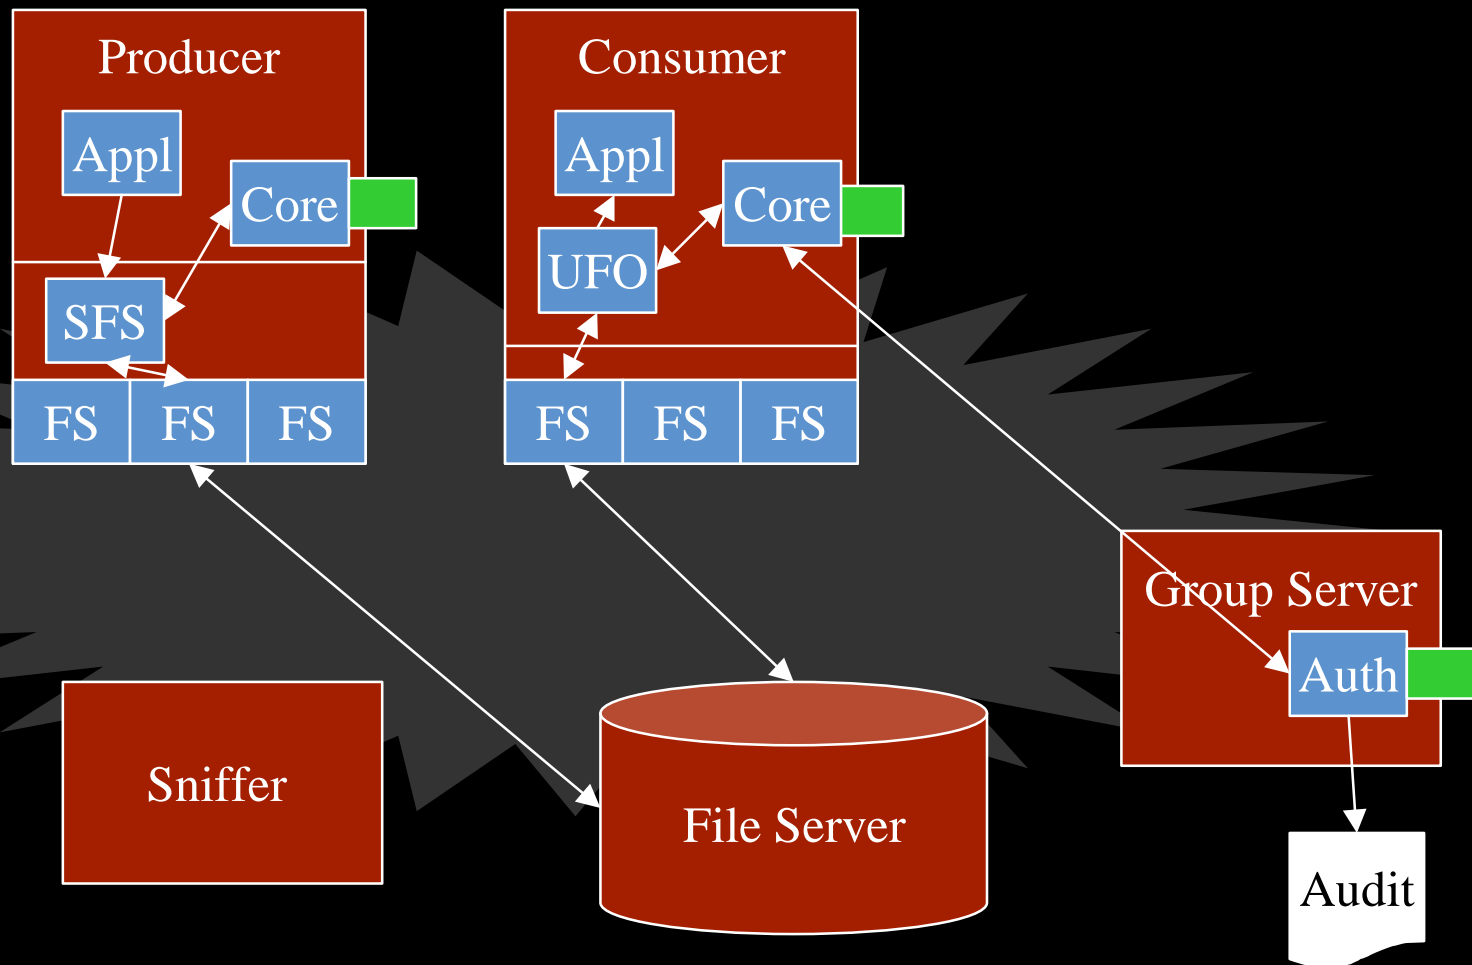 Producer
Appl
Core
SFS
FS
FS
FS
Consumer
Appl
Core
UFO
FS
FS
FS
Group Server
Auth
Sniffer
File Server
Audit